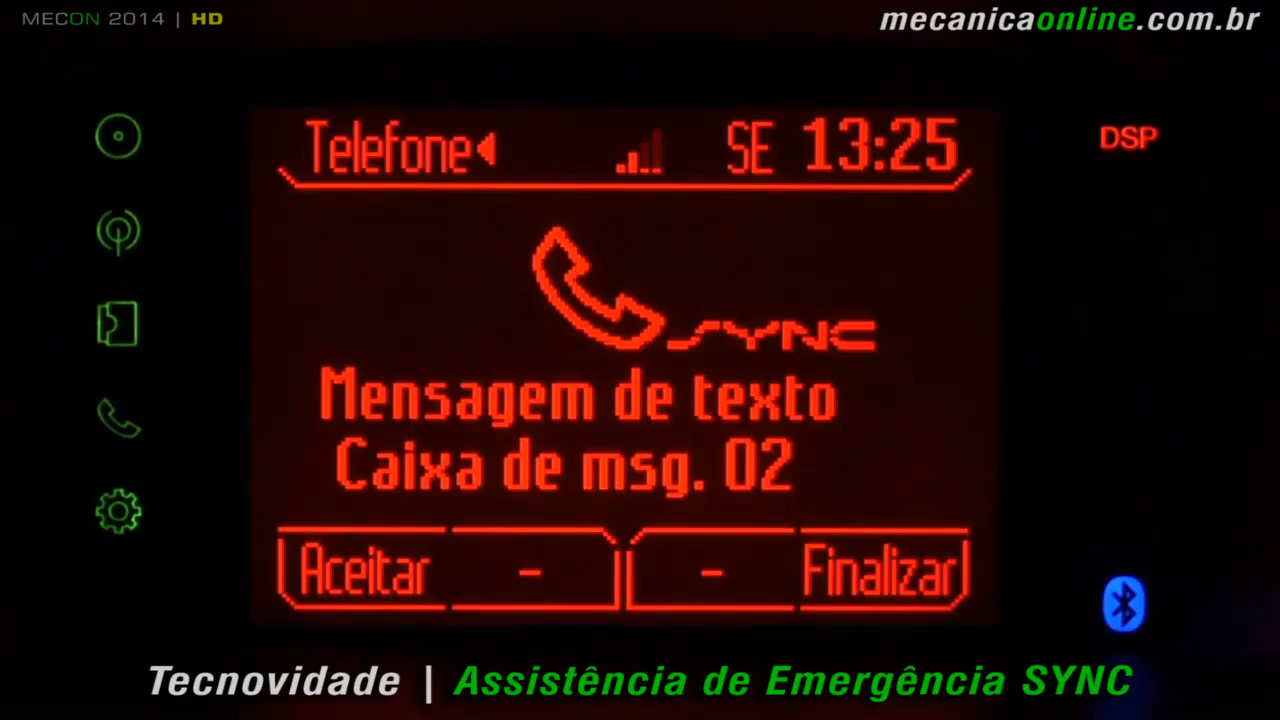 MECON 2014 | HD
mecanicaonline.com.br
Telefone SE 13:25
DSP
SYNC
Mensagem de texto
Caixa de msg. 02
Aceitar - - Finalizar
Tecnovidade | Assistência de Emergência SYNC